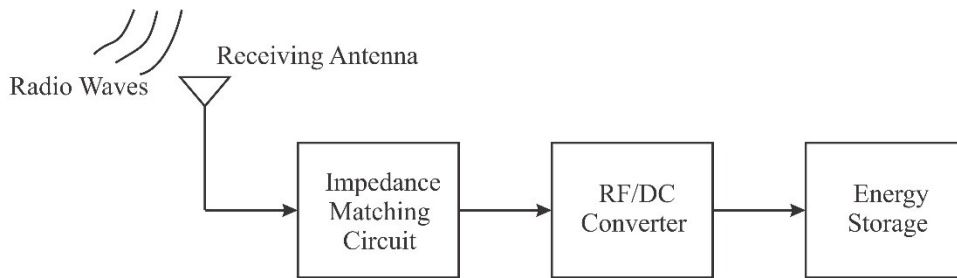 Receiving Antenna
Radio Waves
Impedance
Matching
Circuit
RF/DC
Converter
Energy
Storage